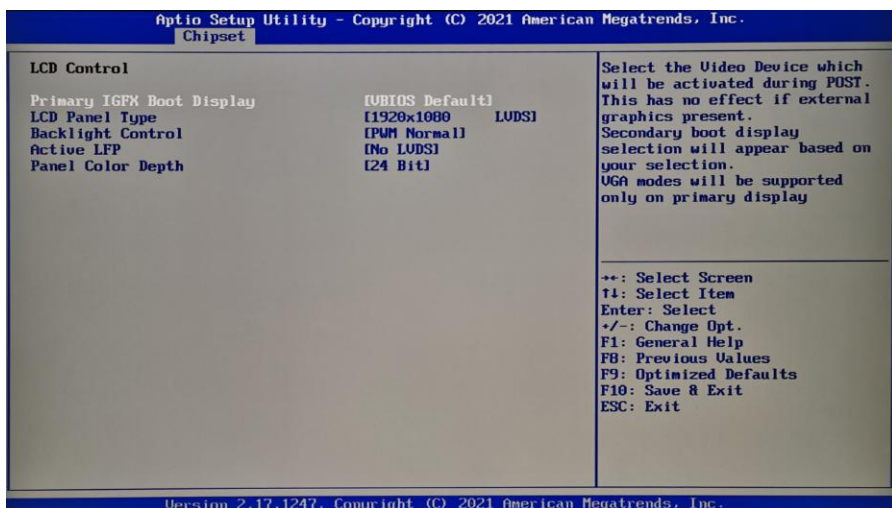 Aptio Setup Utility - Copyright (C) 2021 American Megatrends, Inc.
Chipset
LCD Control
Primary IGFX Boot Display [VBIOS Default]
LCD Panel Type [1920x1080 LVDS]
Backlight Control [PWM Normal]
Active LFP [No LVDS]
Panel Color Depth [24 Bit]
Select the Video Device which
will be activated during POST.
This has no effect if external
graphics present.
Secondary boot display
selection will appear based on
your selection.
VGA modes will be supported
only on primary display
→←: Select Screen
↑↓: Select Item
Enter: Select
+/-: Change Opt.
F1: General Help
F8: Previous Values
F9: Optimized Defaults
F10: Save & Exit
ESC: Exit
Version 2.17.1247. Copyright (C) 2021 American Megatrends, Inc.